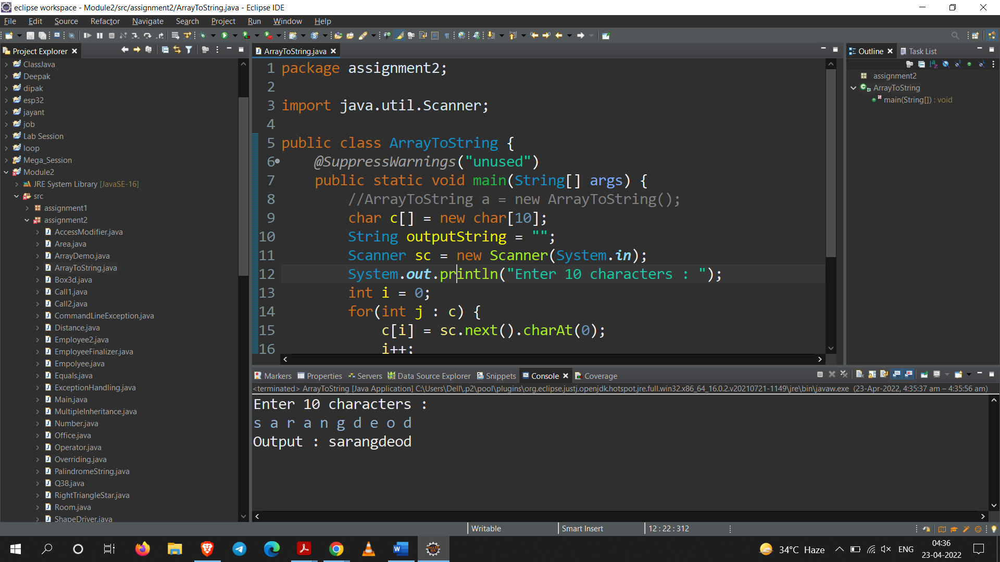 eclipse workspace - Module2/src/assignment2/ArrayToString.java - Eclipse IDE
File Edit Source Refactor Navigate Search Project Run Window Help
Project Explorer
ClassJava
Deepak
dipak
esp32
jayant
job
Lab Session
loop
Mega_Session
Module2
JRE System Library [JavaSE-16]
src
assignment1
assignment2
AccessModifier.java
Area.java
ArrayDemo.java
ArrayToString.java
Box3d.java
Call1.java
Call2.java
CommandLineException.java
Distance.java
Employee2.java
EmployeeFinalizer.java
Empolyee.java
Equals.java
ExceptionHandling.java
Main.java
MultipleInheritance.java
Number.java
Office.java
Operator.java
Overriding.java
PalindromeString.java
Q38.java
RightTriangleStar.java
Room.java
ShapeDriver.java
ArrayToString.java
1 package assignment2;
2
3 import java.util.Scanner;
4
5 public class ArrayToString {
6 @SuppressWarnings("unused")
7 public static void main(String[] args) {
8 //ArrayToString a = new ArrayToString();
9 char c[] = new char[10];
10 String outputString = "";
11 Scanner sc = new Scanner(System.in);
12 System.out.println("Enter 10 characters : ");
13 int i = 0;
14 for(int j : c) {
15 c[i] = sc.next().charAt(0);
16 i++;
Outline Task List
assignment2
ArrayToString
main(String[]) : void
Markers Properties Servers Data Source Explorer Snippets Console Coverage
<terminated> ArrayToString [Java Application] C:\Users\Dell\.p2\pool\plugins\org.eclipse.justj.openjdk.hotspot.jre.full.win32.x86_64_16.0.2.v20210721-1149\jre\bin\javaw.exe (23-Apr-2022, 4:35:37 am – 4:35:56 am)
Enter 10 characters :
s a r a n g d e o d
Output : sarangdeod
Writable Smart Insert 12 : 22 : 312
34°C Haze ENG 04:36
23-04-2022